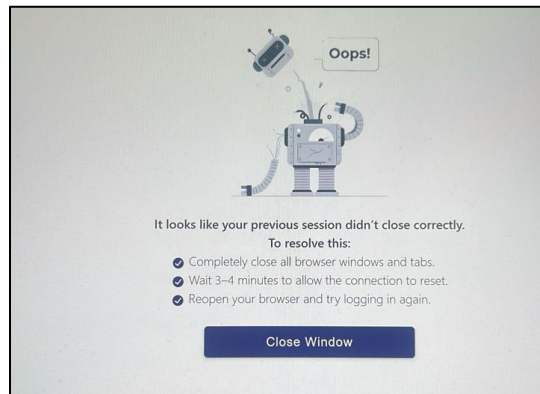 Oops!
It looks like your previous session didn't close correctly.
To resolve this:
Completely close all browser windows and tabs.
Wait 3–4 minutes to allow the connection to reset.
Reopen your browser and try logging in again.
Close Window